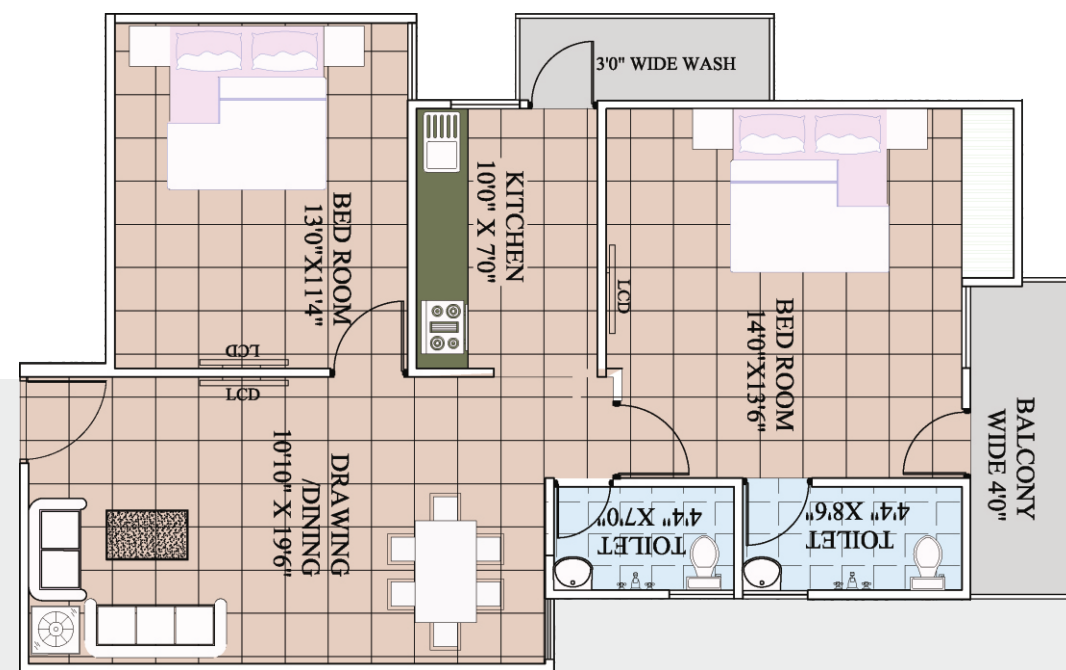 3'0" WIDE WASH
BED ROOM
13'0"X11'4"
KITCHEN
10'0" X 7'0"
LCD
BED ROOM
14'0"X13'6"
LCD
LCD
BALCONY
WIDE 4'0"
DRAWING
/DINING
10'10" X 19'6"
TOILET
4'4" X7'0"
TOILET
4'4" X8'6"